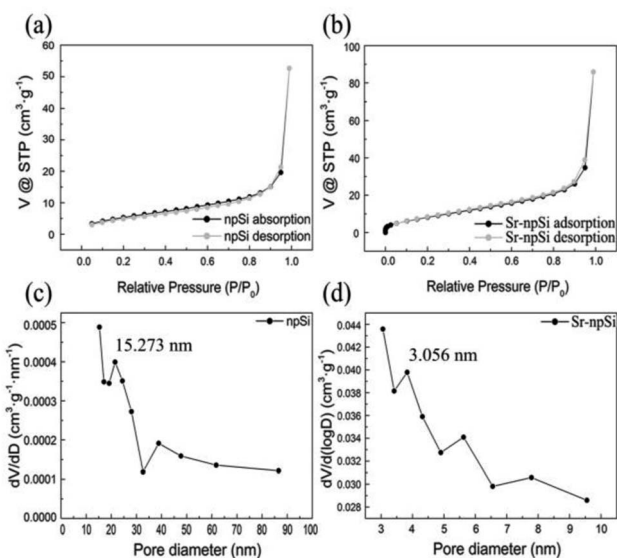 (a)
60
50
40
30
20
10
0
V @ STP (cm³·g⁻¹)
npSi absorption
npSi desorption
0.0 0.2 0.4 0.6 0.8 1.0
Relative Pressure (P/P₀)
(b)
100
80
60
40
20
0
V @ STP (cm³·g⁻¹)
Sr-npSi adsorption
Sr-npSi desorption
0.0 0.2 0.4 0.6 0.8 1.0
Relative Pressure (P/P₀)
(c)
0.0005
0.0004
0.0003
0.0002
0.0001
0.0000
dV/dD (cm³·g⁻¹·nm⁻¹)
npSi
15.273 nm
0 10 20 30 40 50 60 70 80 90 100
Pore diameter (nm)
(d)
0.044
0.042
0.040
0.038
0.036
0.034
0.032
0.030
0.028
dV/d(logD) (cm³·g⁻¹)
Sr-npSi
3.056 nm
3 4 5 6 7 8 9 10
Pore diameter (nm)